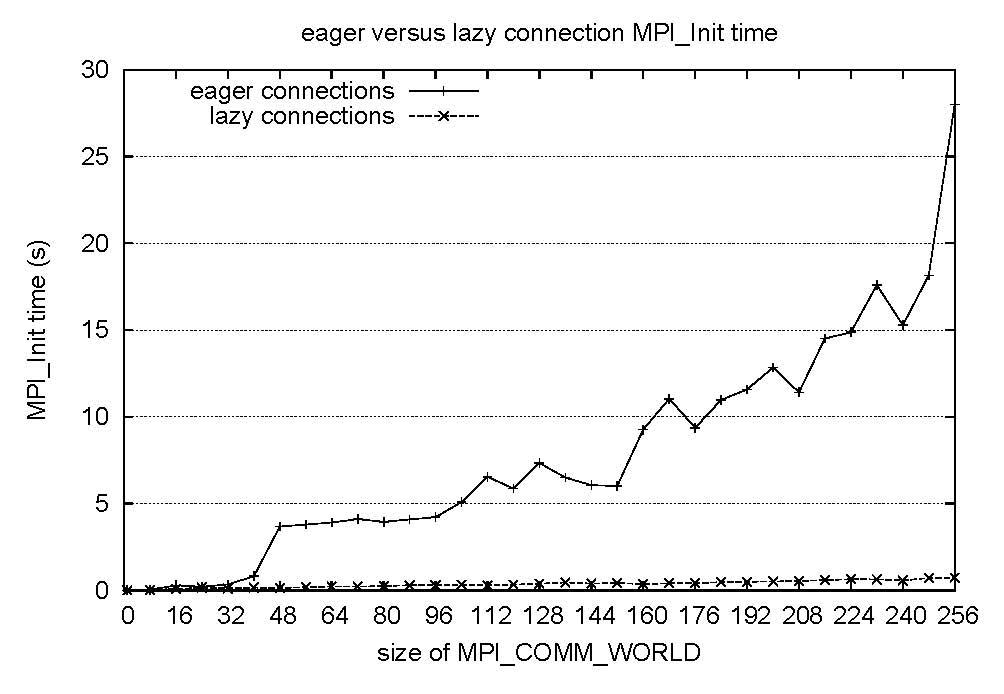 eager versus lazy connection MPI_Init time
30
25
20
15
10
5
0
eager connections
lazy connections
MPI_Init time (s)
0 16 32 48 64 80 96 112 128 144 160 176 192 208 224 240 256
size of MPI_COMM_WORLD